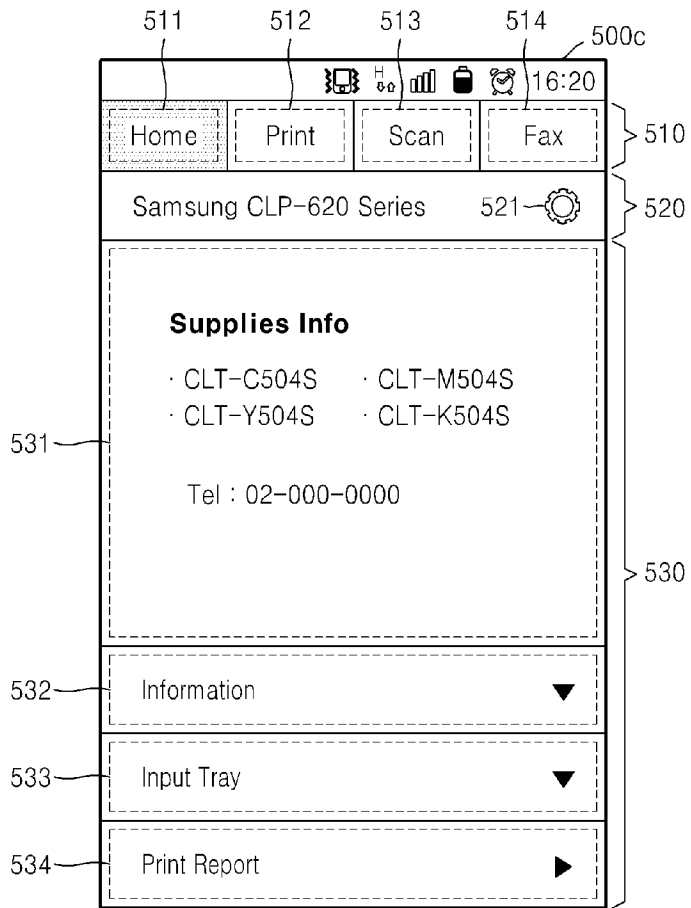 511 512 513 514 500c
H 16:20
Home Print Scan Fax 510
Samsung CLP-620 Series 521 520
Supplies Info
· CLT-C504S · CLT-M504S
· CLT-Y504S · CLT-K504S
531
Tel : 02-000-0000
530
532 Information
533 Input Tray
534 Print Report